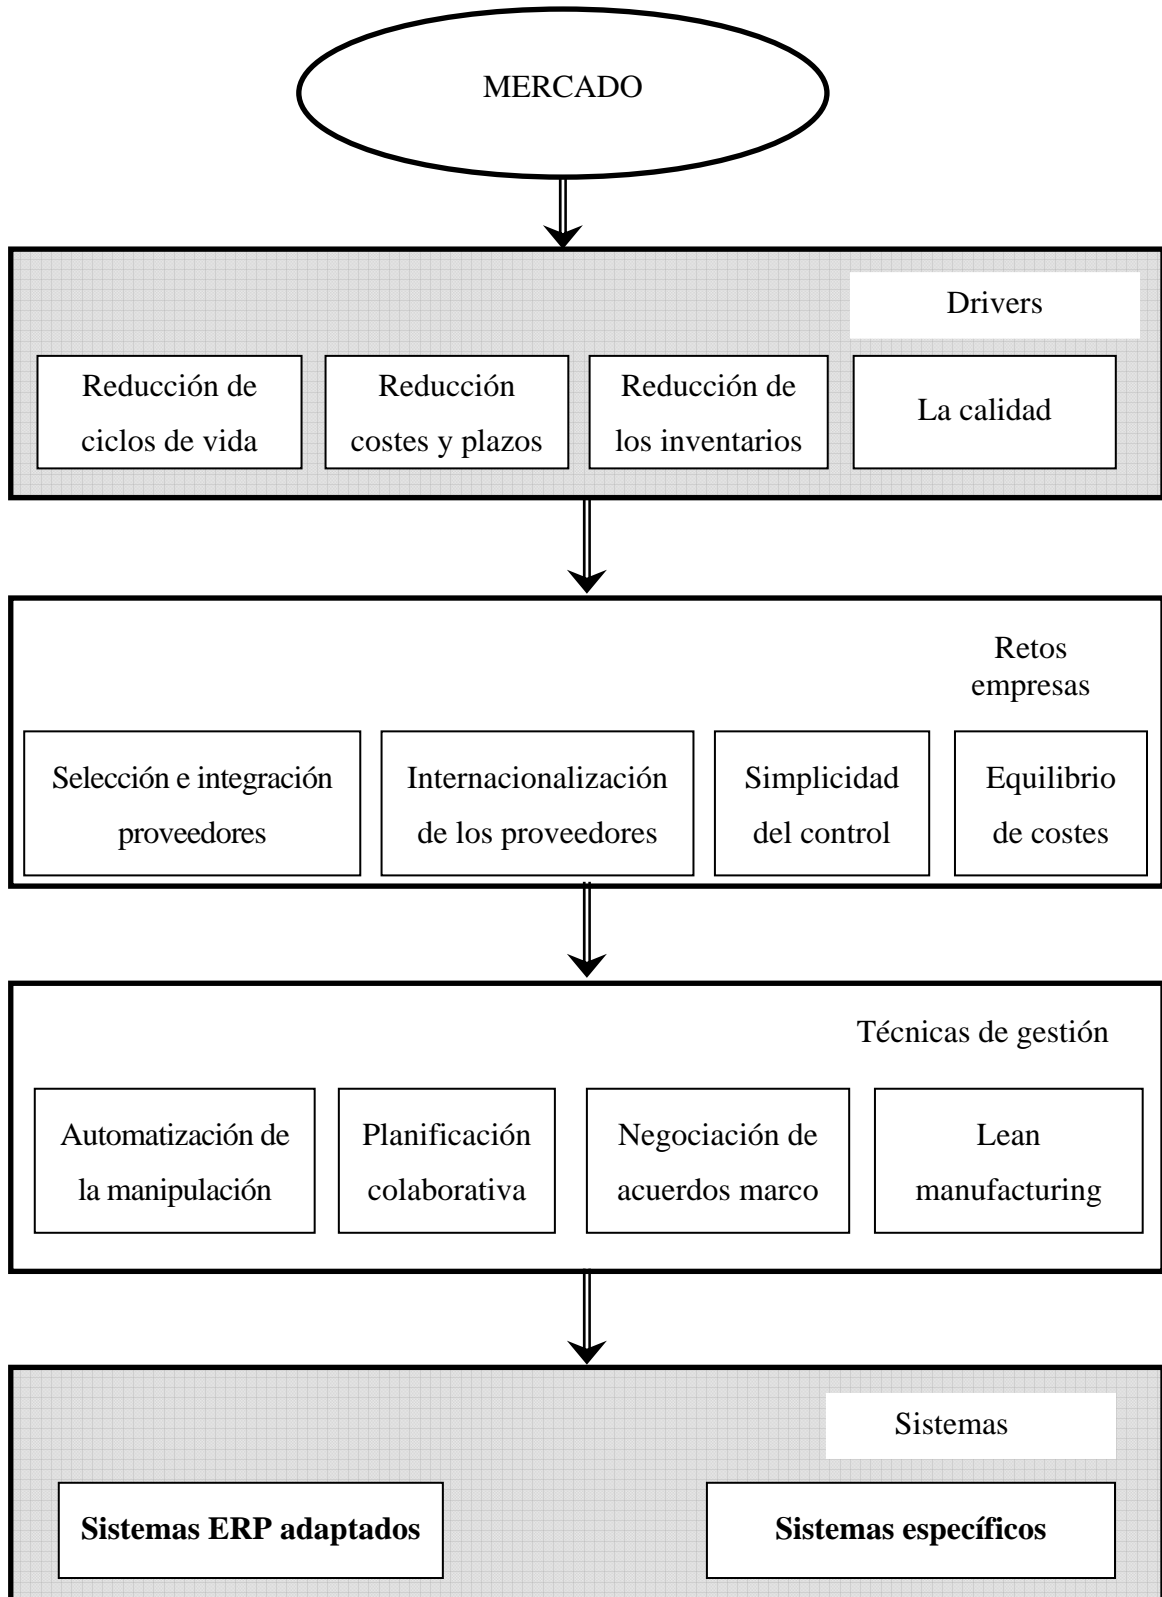 MERCADO
Drivers
Reducción de
ciclos de vida
Reducción
costes y plazos
Reducción de
los inventarios
La calidad
Retos
empresas
Selección e integración
proveedores
Internacionalización
de los proveedores
Simplicidad
del control
Equilibrio
de costes
Técnicas de gestión
Automatización de
la manipulación
Planificación
colaborativa
Negociación de
acuerdos marco
Lean
manufacturing
Sistemas
Sistemas ERP adaptados
Sistemas específicos